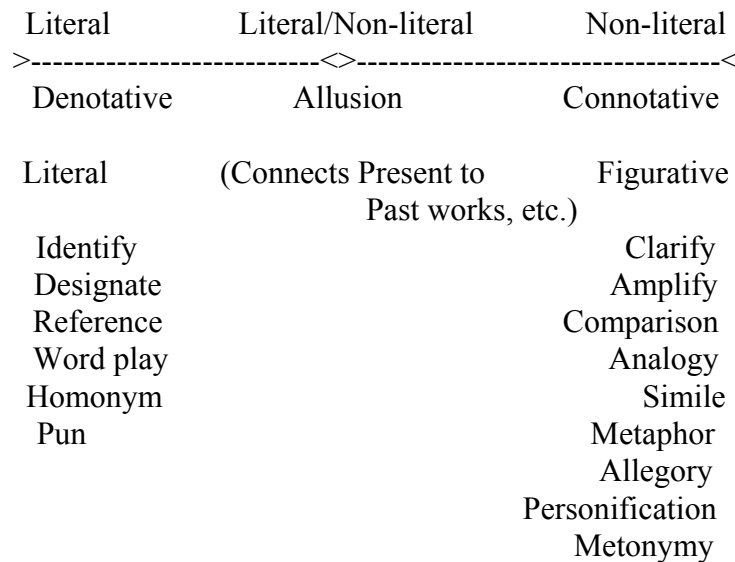 Literal Literal/Non-literal Non-literal
>---------------------------<>----------------------------------<
Denotative Allusion Connotative
Literal (Connects Present to Figurative
Past works, etc.)
Identify Clarify
Designate Amplify
Reference Comparison
Word play Analogy
Homonym Simile
Pun Metaphor
Allegory
Personification
Metonymy